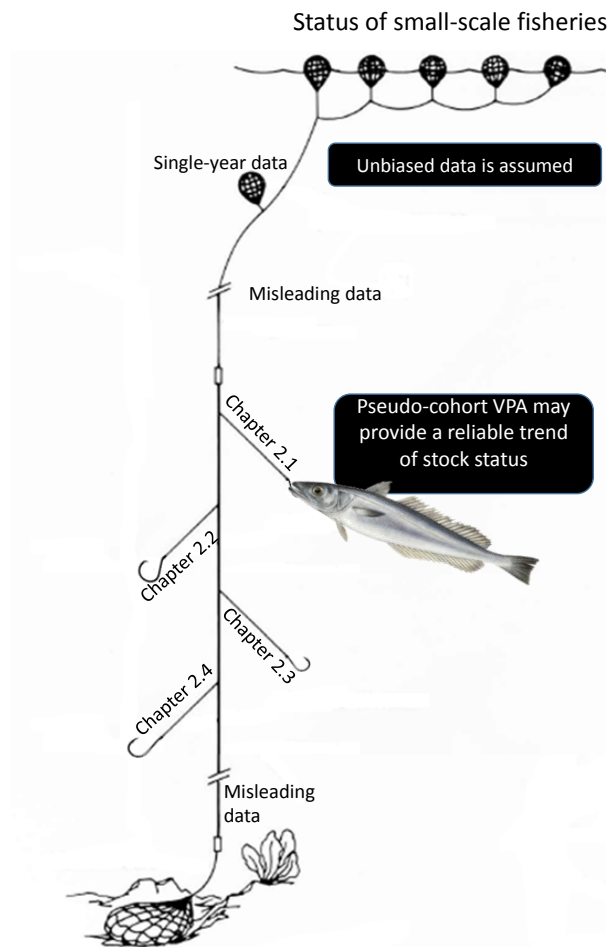 Status of small-scale fisheries
Single-year data
Unbiased data is assumed
Misleading data
Chapter 2.1
Pseudo-cohort VPA may
provide a reliable trend
of stock status
Chapter 2.2
Chapter 2.3
Chapter 2.4
Misleading
data